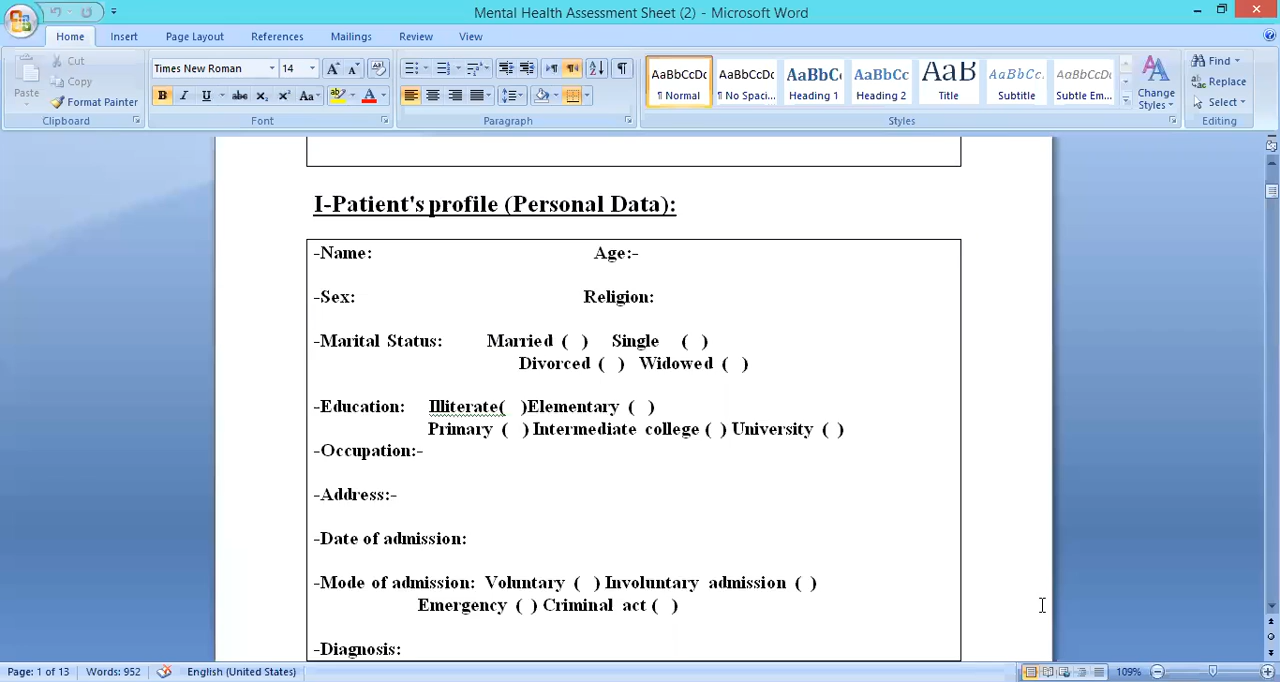 Mental Health Assessment Sheet (2) - Microsoft Word
Home Insert Page Layout References Mailings Review View
Paste
Cut
Copy
Format Painter
Clipboard
Times New Roman 14
B I U abc X₂ X² Aa A
Font
Paragraph
AaBbCcDc AaBbCcDc AaBbC AaBbCc AaB AaBbCc. AaBbCcDc
¶ Normal ¶ No Spaci... Heading 1 Heading 2 Title Subtitle Subtle Em...
Change Styles
Styles
Find
Replace
Select
Editing
I-Patient's profile (Personal Data):
-Name: Age:-
-Sex: Religion:
-Marital Status: Married ( ) Single ( )
Divorced ( ) Widowed ( )
-Education: Illiterate( )Elementary ( )
Primary ( ) Intermediate college ( ) University ( )
-Occupation:-
-Address:-
-Date of admission:
-Mode of admission: Voluntary ( ) Involuntary admission ( )
Emergency ( ) Criminal act ( )
-Diagnosis:
Page: 1 of 13 Words: 952 English (United States) 109%